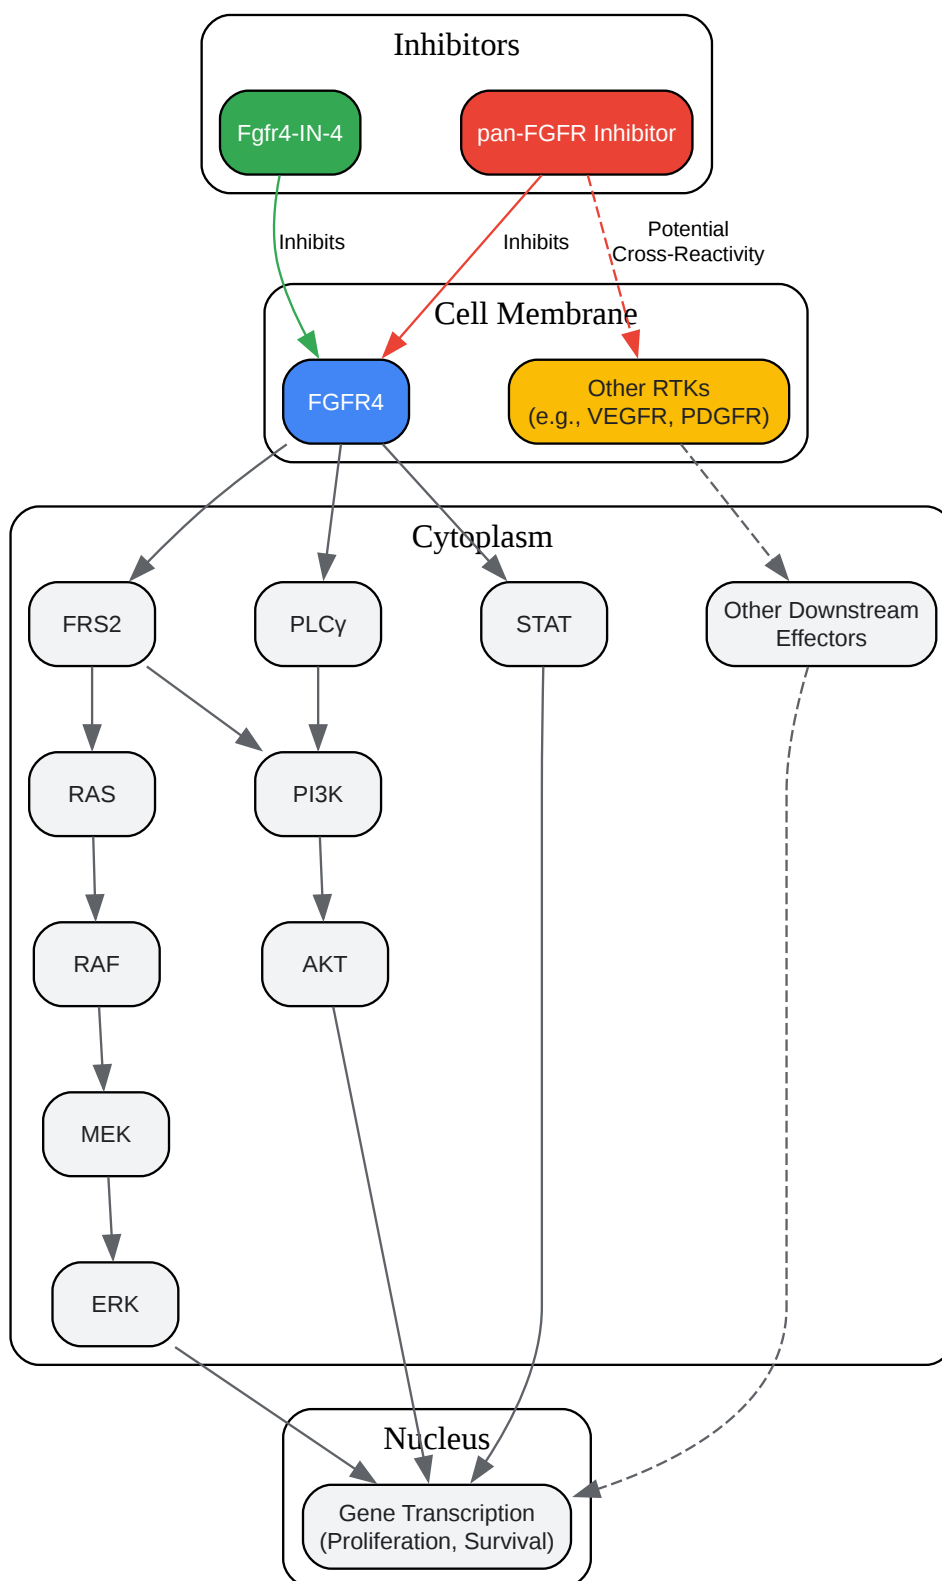 Inhibitors
Fgfr4-IN-4
pan-FGFR Inhibitor
Inhibits
Inhibits
Potential
Cross-Reactivity
Cell Membrane
FGFR4
Other RTKs
(e.g., VEGFR, PDGFR)
Cytoplasm
FRS2
PLCγ
STAT
Other Downstream
Effectors
RAS
PI3K
RAF
AKT
MEK
ERK
Nucleus
Gene Transcription
(Proliferation, Survival)